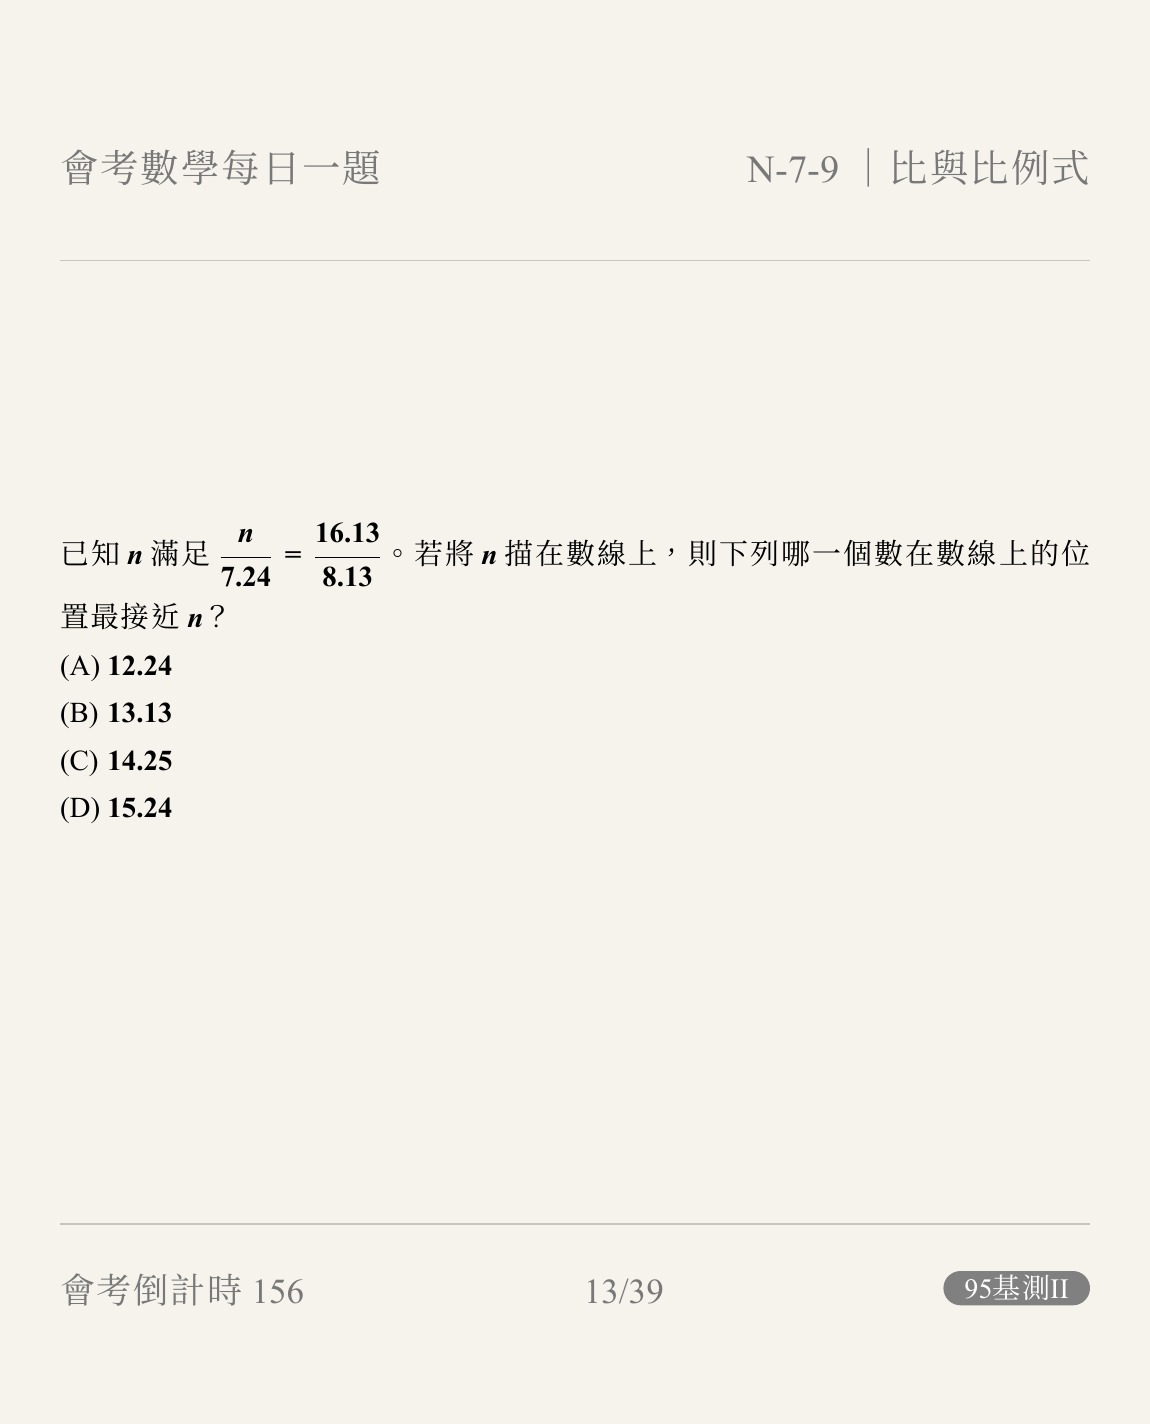 會考數學每日一題
N-7-9｜比與比例式
已知 n 滿足 n/7.24 = 16.13/8.13。若將 n 描在數線上，則下列哪一個數在數線上的位
置最接近 n？
(A) 12.24
(B) 13.13
(C) 14.25
(D) 15.24
會考倒計時 156
13/39
95基測II